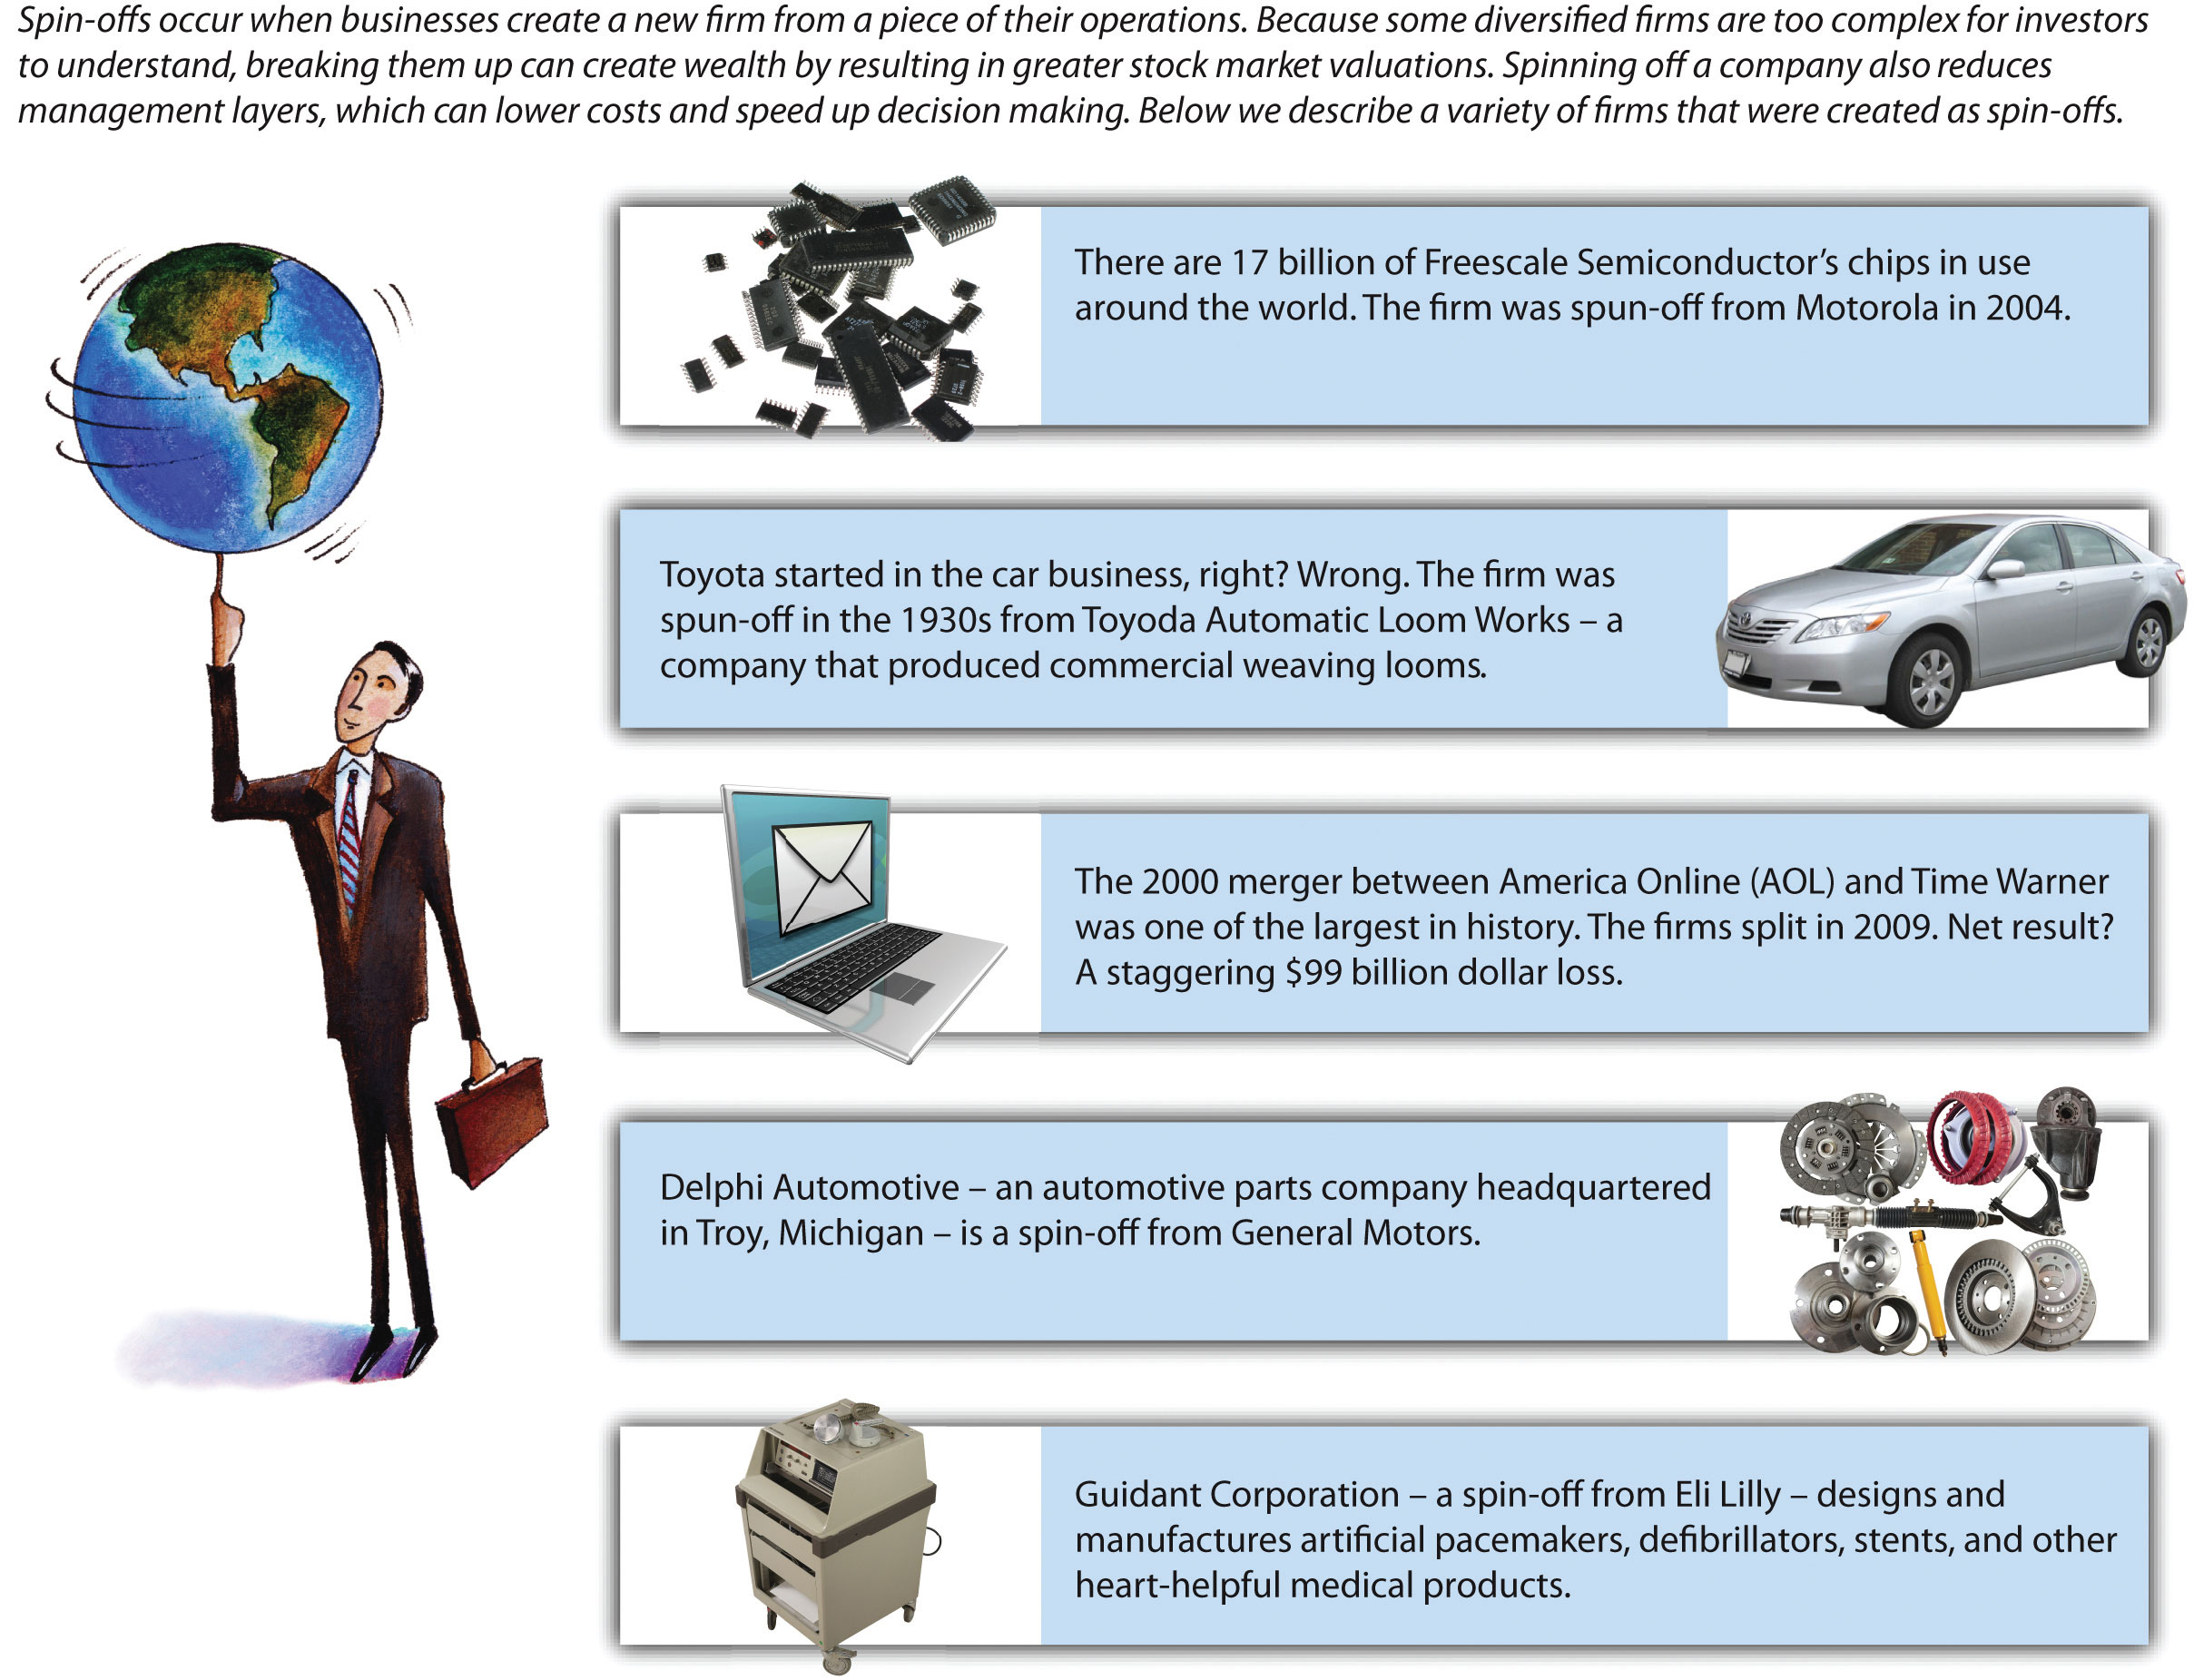 Spin-offs occur when businesses create a new firm from a piece of their operations. Because some diversified firms are too complex for investors
to understand, breaking them up can create wealth by resulting in greater stock market valuations. Spinning off a company also reduces
management layers, which can lower costs and speed up decision making. Below we describe a variety of firms that were created as spin-offs.
There are 17 billion of Freescale Semiconductor’s chips in use
around the world. The firm was spun-off from Motorola in 2004.
Toyota started in the car business, right? Wrong. The firm was
spun-off in the 1930s from Toyoda Automatic Loom Works – a
company that produced commercial weaving looms.
The 2000 merger between America Online (AOL) and Time Warner
was one of the largest in history. The firms split in 2009. Net result?
A staggering $99 billion dollar loss.
Delphi Automotive – an automotive parts company headquartered
in Troy, Michigan – is a spin-off from General Motors.
Guidant Corporation – a spin-off from Eli Lilly – designs and
manufactures artificial pacemakers, defibrillators, stents, and other
heart-helpful medical products.